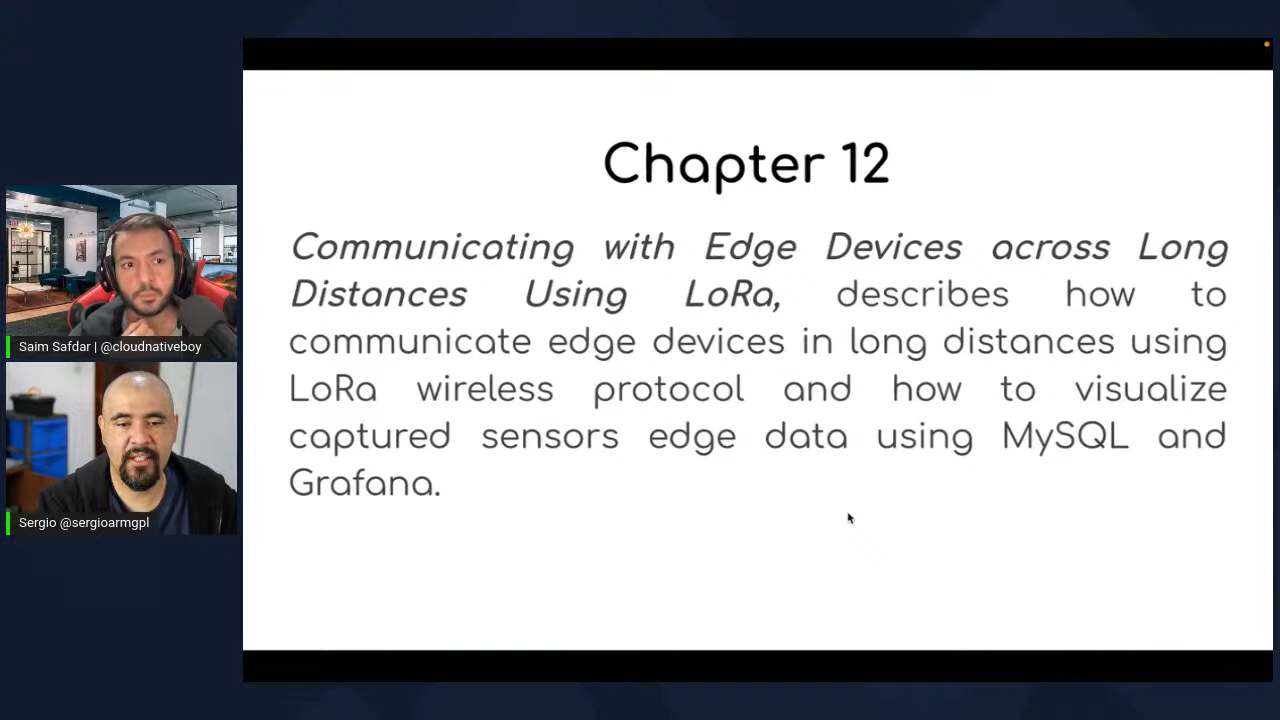 Chapter 12
Communicating with Edge Devices across Long
Distances Using LoRa, describes how to
communicate edge devices in long distances using
LoRa wireless protocol and how to visualize
captured sensors edge data using MySQL and
Grafana.
Saim Safdar | @cloudnativeboy
Sergio @sergioarmgpl